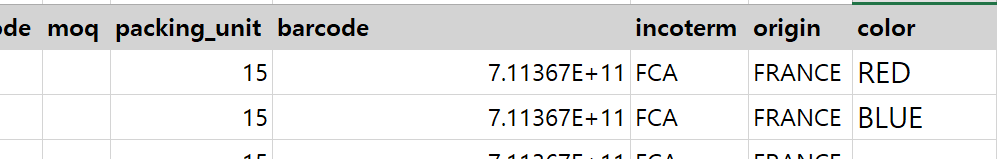 ode moq packing_unit barcode incoterm origin color
15 7.11367E+11 FCA FRANCE RED
15 7.11367E+11 FCA FRANCE BLUE